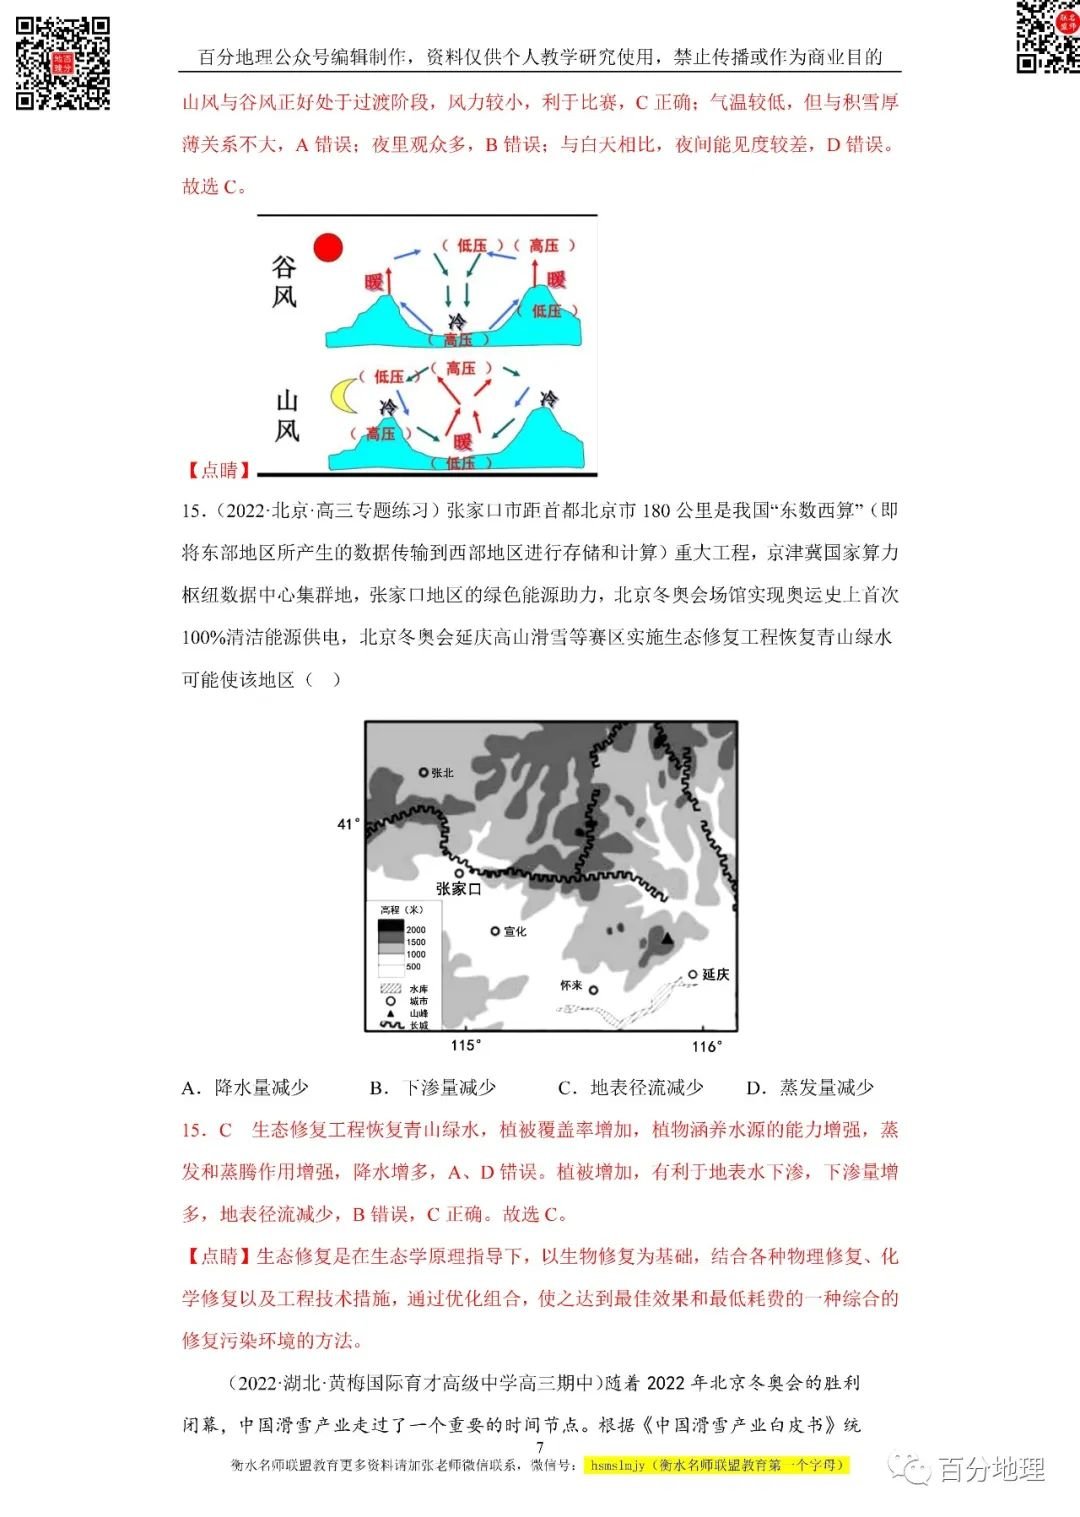 百分地理公众号编辑制作，资料仅供个人教学研究使用，禁止传播或作为商业目的
山风与谷风正好处于过渡阶段，风力较小，利于比赛，C 正确；气温较低，但与积雪厚
薄关系不大，A 错误；夜里观众多，B 错误；与白天相比，夜间能见度较差，D 错误。
故选 C。
谷风
（低压）（高压）
暖
暖
冷
（低压）
（高压）
山风
（低压）
（高压）
冷
冷
（高压）
暖
（低压）
【点晴】
15．（2022·北京·高三专题练习）张家口市距首都北京市 180 公里是我国“东数西算”（即
将东部地区所产生的数据传输到西部地区进行存储和计算）重大工程，京津冀国家算力
枢纽数据中心集群地，张家口地区的绿色能源助力，北京冬奥会场馆实现奥运史上首次
100%清洁能源供电，北京冬奥会延庆高山滑雪等赛区实施生态修复工程恢复青山绿水
可能使该地区（　）
张北
41°
张家口
高程（米）
2000
1500
1000
500
水库
城市
山峰
长城
宣化
怀来
延庆
115°
116°
A．降水量减少　B．下渗量减少　C．地表径流减少　D．蒸发量减少
15．C　生态修复工程恢复青山绿水，植被覆盖率增加，植物涵养水源的能力增强，蒸
发和蒸腾作用增强，降水增多，A、D 错误。植被增加，有利于地表水下渗，下渗量增
多，地表径流减少，B 错误，C 正确。故选 C。
【点睛】生态修复是在生态学原理指导下，以生物修复为基础，结合各种物理修复、化
学修复以及工程技术措施，通过优化组合，使之达到最佳效果和最低耗费的一种综合的
修复污染环境的方法。
（2022·湖北·黄梅国际育才高级中学高三期中）随着 2022 年北京冬奥会的胜利
闭幕，中国滑雪产业走过了一个重要的时间节点。根据《中国滑雪产业白皮书》统
7
衡水名师联盟教育更多资料请加张老师微信联系，微信号：hsmslmjy（衡水名师联盟教育第一个字母）
百分地理